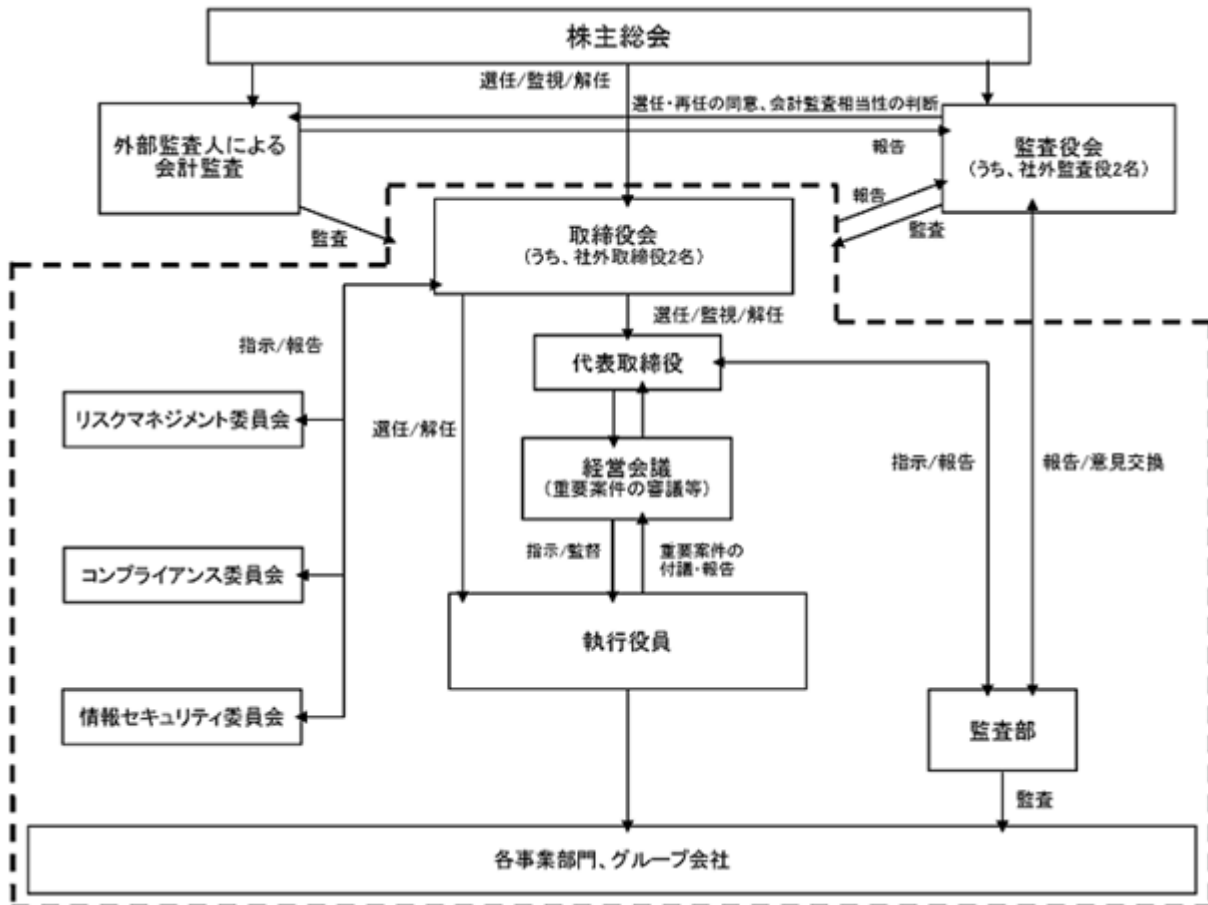 株主総会
選任/監視/解任
選任・再任の同意、会計監査相当性の判断
外部監査人による
会計監査
報告
監査役会
(うち、社外監査役2名)
監査
取締役会
(うち、社外取締役2名)
報告
監査
選任/監視/解任
指示/報告
代表取締役
リスクマネジメント委員会
選任/解任
経営会議
(重要案件の審議等)
指示/報告
報告/意見交換
指示/監督
重要案件の
付議・報告
コンプライアンス委員会
執行役員
情報セキュリティ委員会
監査部
監査
各事業部門、グループ会社